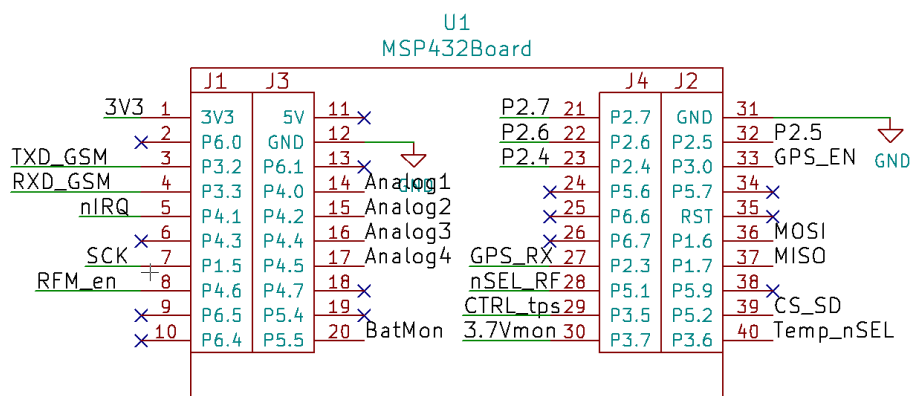 U1
MSP432Board
J1 J3 J4 J2
3V3 1 3V3 5V 11 P2.7 21 P2.7 GND 31
2 P6.0 GND 12 P2.6 22 P2.6 P2.5 32 P2.5
TXD_GSM 3 P3.2 P6.1 13 GND P2.4 23 P2.4 P3.0 33 GPS_EN GND
RXD_GSM 4 P3.3 P4.0 14 Analog1 24 P5.6 P5.7 34
nIRQ 5 P4.1 P4.2 15 Analog2 25 P6.6 RST 35
6 P4.3 P4.4 16 Analog3 26 P6.7 P1.6 36 MOSI
SCK 7 P1.5 P4.5 17 Analog4 GPS_RX 27 P2.3 P1.7 37 MISO
RFM_en 8 P4.6 P4.7 18 nSEL_RF 28 P5.1 P5.9 38
9 P6.5 P5.4 19 CTRL_tps 29 P3.5 P5.2 39 CS_SD
10 P6.4 P5.5 20 BatMon 3.7Vmon 30 P3.7 P3.6 40 Temp_nSEL